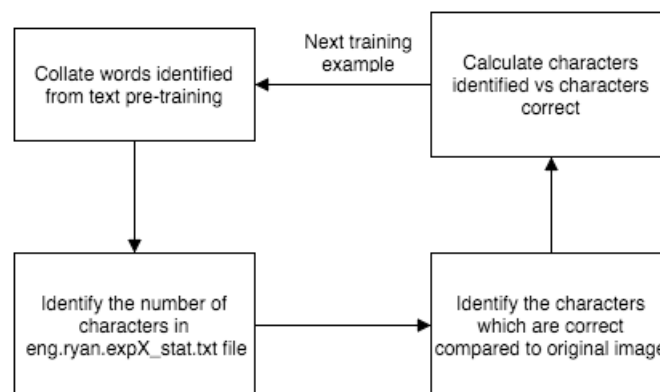 Collate words identified
from text pre-training
Next training
example
Calculate characters
identified vs characters
correct
Identify the number of
characters in
eng.ryan.expX_stat.txt file
Identify the characters
which are correct
compared to original image